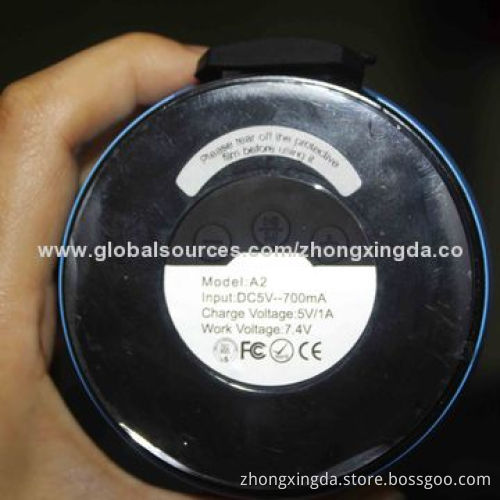 Please tear off the protective
film before using it
www.globalsources.com/zhongxingda.co
Model:A2
Input:DC5V--700mA
Charge Voltage:5V/1A
Work Voltage:7.4V
FC CE
zhongxingda.store.bossgoo.com